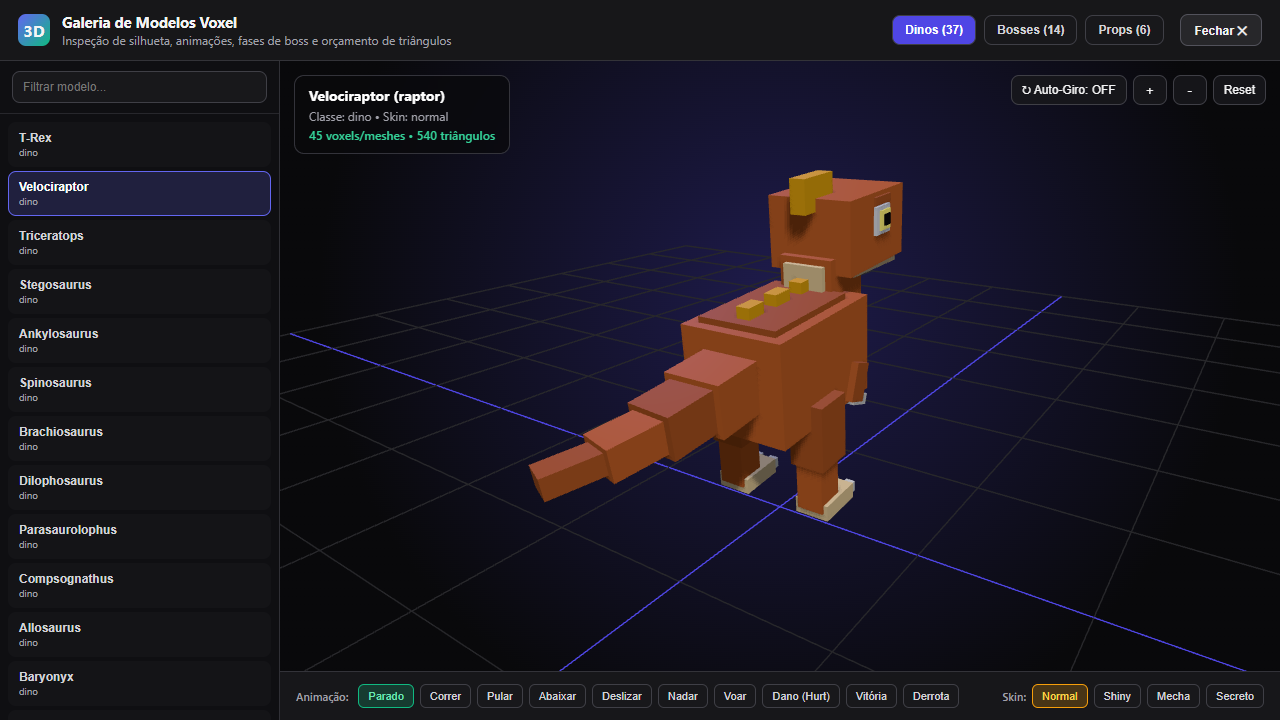 3D
Galeria de Modelos Voxel
Inspeção de silhueta, animações, fases de boss e orçamento de triângulos
Dinos (37)
Bosses (14)
Props (6)
Fechar ✕
Filtrar modelo...
T-Rex
dino
Velociraptor
dino
Triceratops
dino
Stegosaurus
dino
Ankylosaurus
dino
Spinosaurus
dino
Brachiosaurus
dino
Dilophosaurus
dino
Parasaurolophus
dino
Compsognathus
dino
Allosaurus
dino
Baryonyx
dino
Velociraptor (raptor)
Classe: dino • Skin: normal
45 voxels/meshes • 540 triângulos
↻ Auto-Giro: OFF
+
-
Reset
Animação:
Parado
Correr
Pular
Abaixar
Deslizar
Nadar
Voar
Dano (Hurt)
Vitória
Derrota
Skin:
Normal
Shiny
Mecha
Secreto